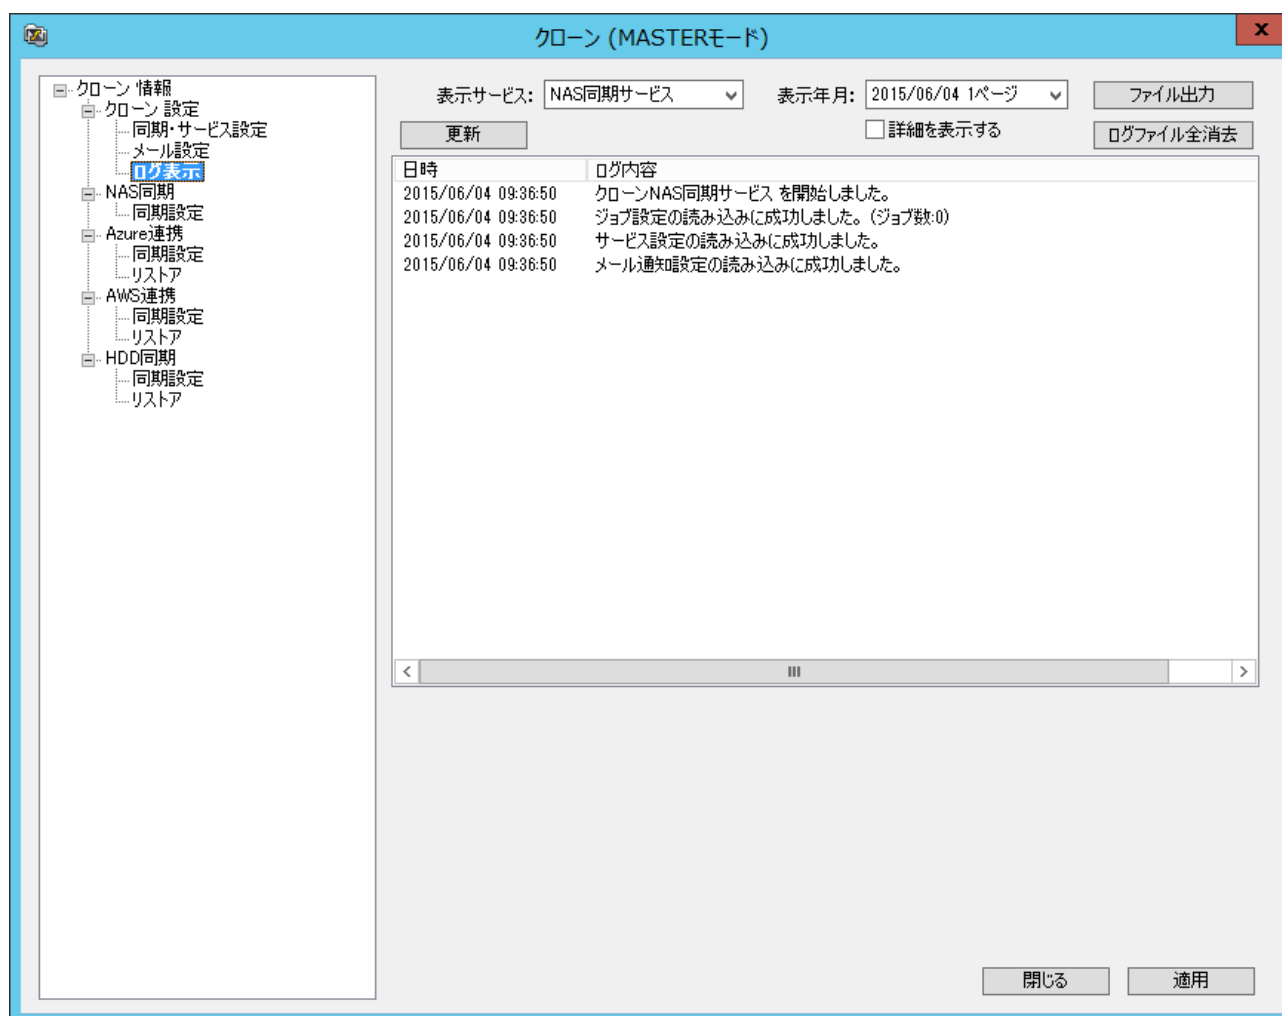 クローン (MASTERモード)
x
クローン 情報
クローン 設定
同期・サービス設定
メール設定
ログ表示
NAS同期
同期設定
Azure連携
同期設定
リストア
AWS連携
同期設定
リストア
HDD同期
同期設定
リストア
表示サービス: NAS同期サービス 表示年月: 2015/06/04 1ページ ファイル出力
更新 詳細を表示する ログファイル全消去
日時 ログ内容
2015/06/04 09:36:50 クローンNAS同期サービス を開始しました。
2015/06/04 09:36:50 ジョブ設定の読み込みに成功しました。(ジョブ数:0)
2015/06/04 09:36:50 サービス設定の読み込みに成功しました。
2015/06/04 09:36:50 メール通知設定の読み込みに成功しました。
閉じる 適用